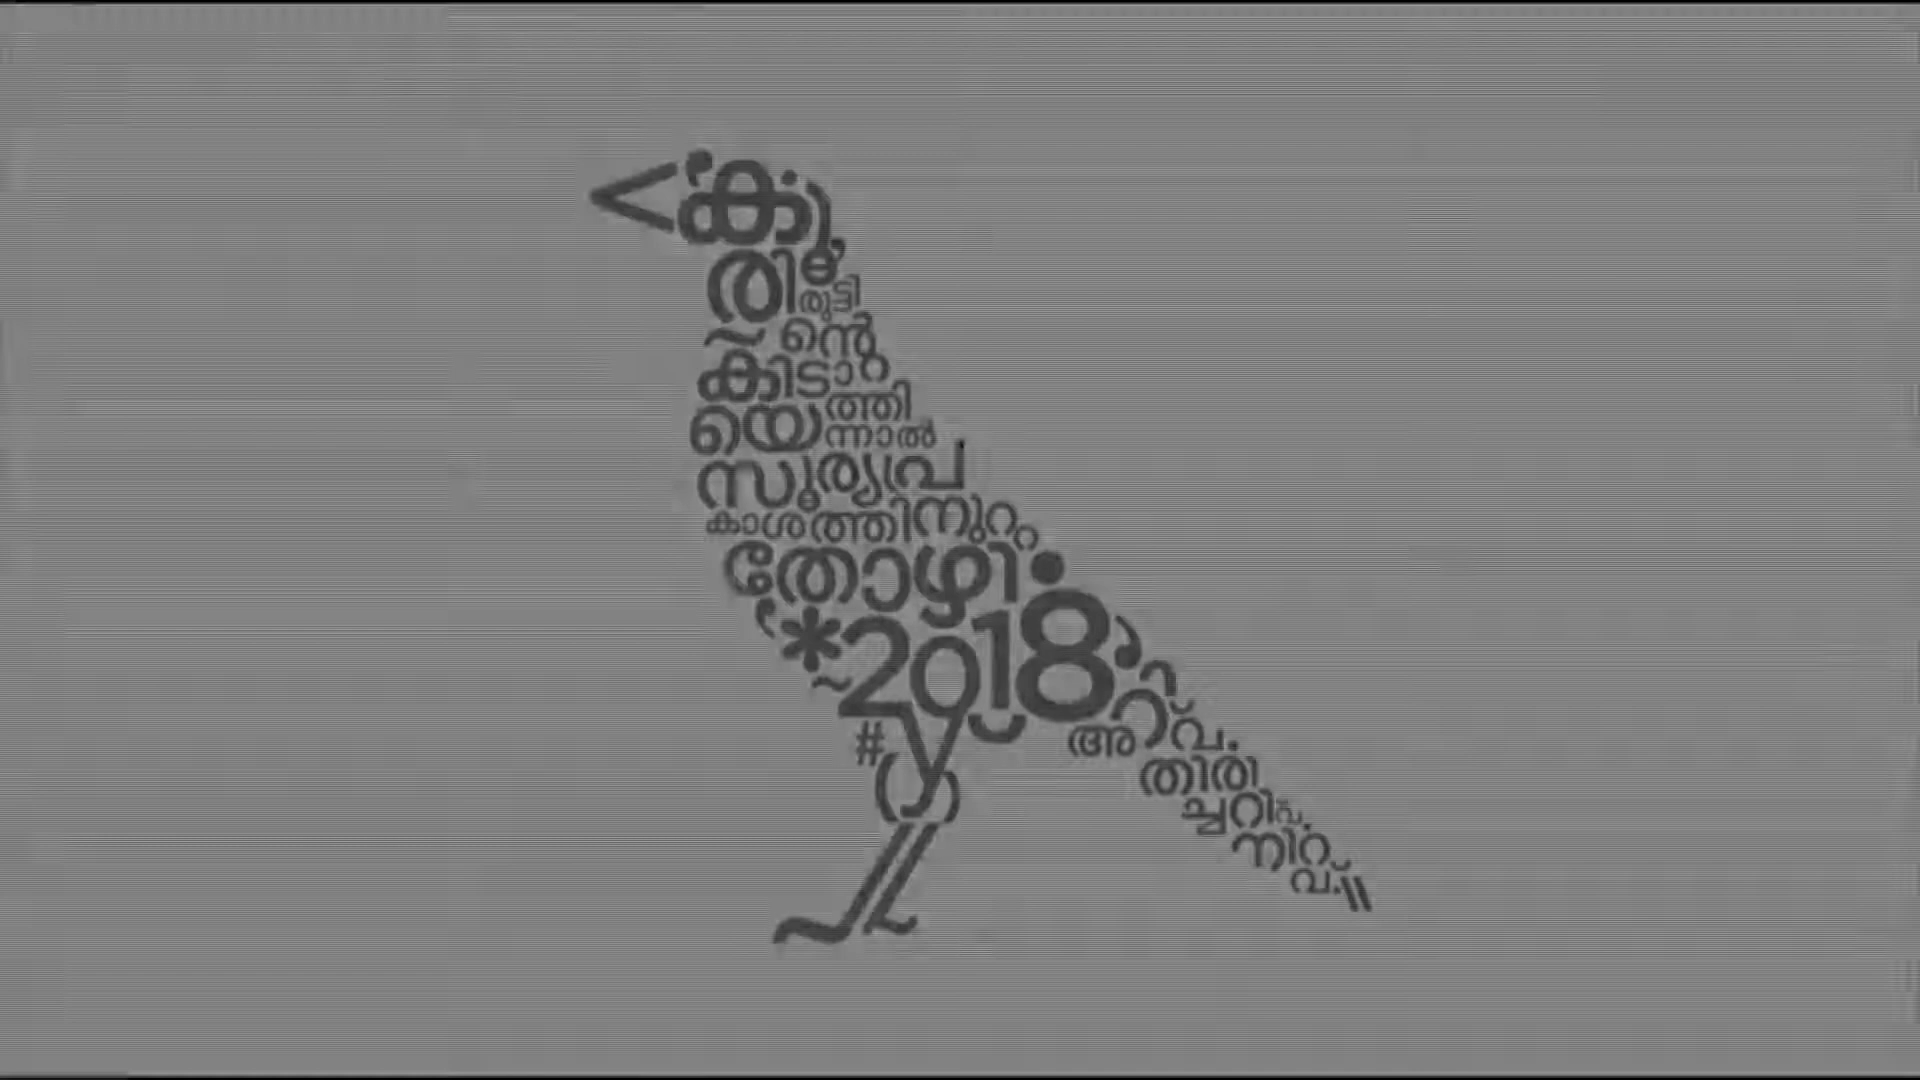 <കൂ
രിരുട്ടി
ന്റെ
കിടാ
ത്തി
യെന്നാൽ
സൂര്യപ്ര
കാശത്തിനുറ്റ
തോഴി.
*2018
#
അറിവ്.
തിരി
ച്ചറിവ്.
നിറ
വ്.\\